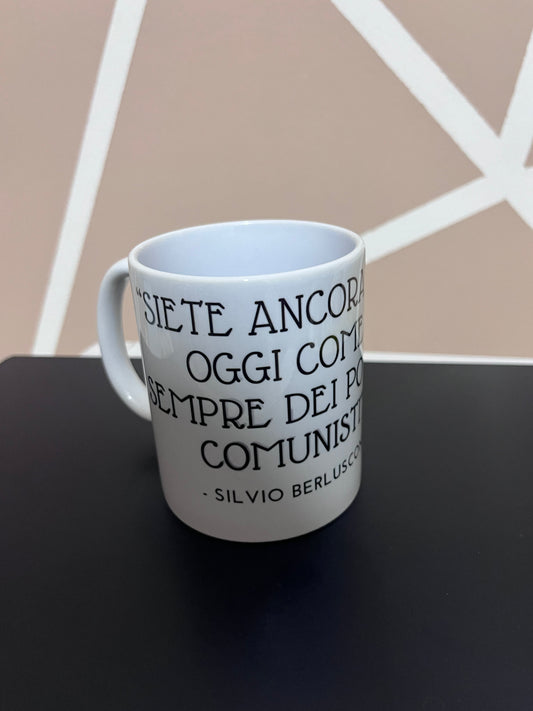 “SIETE ANCORA
OGGI COME
SEMPRE DEI
COMUNISTI
- SILVIO